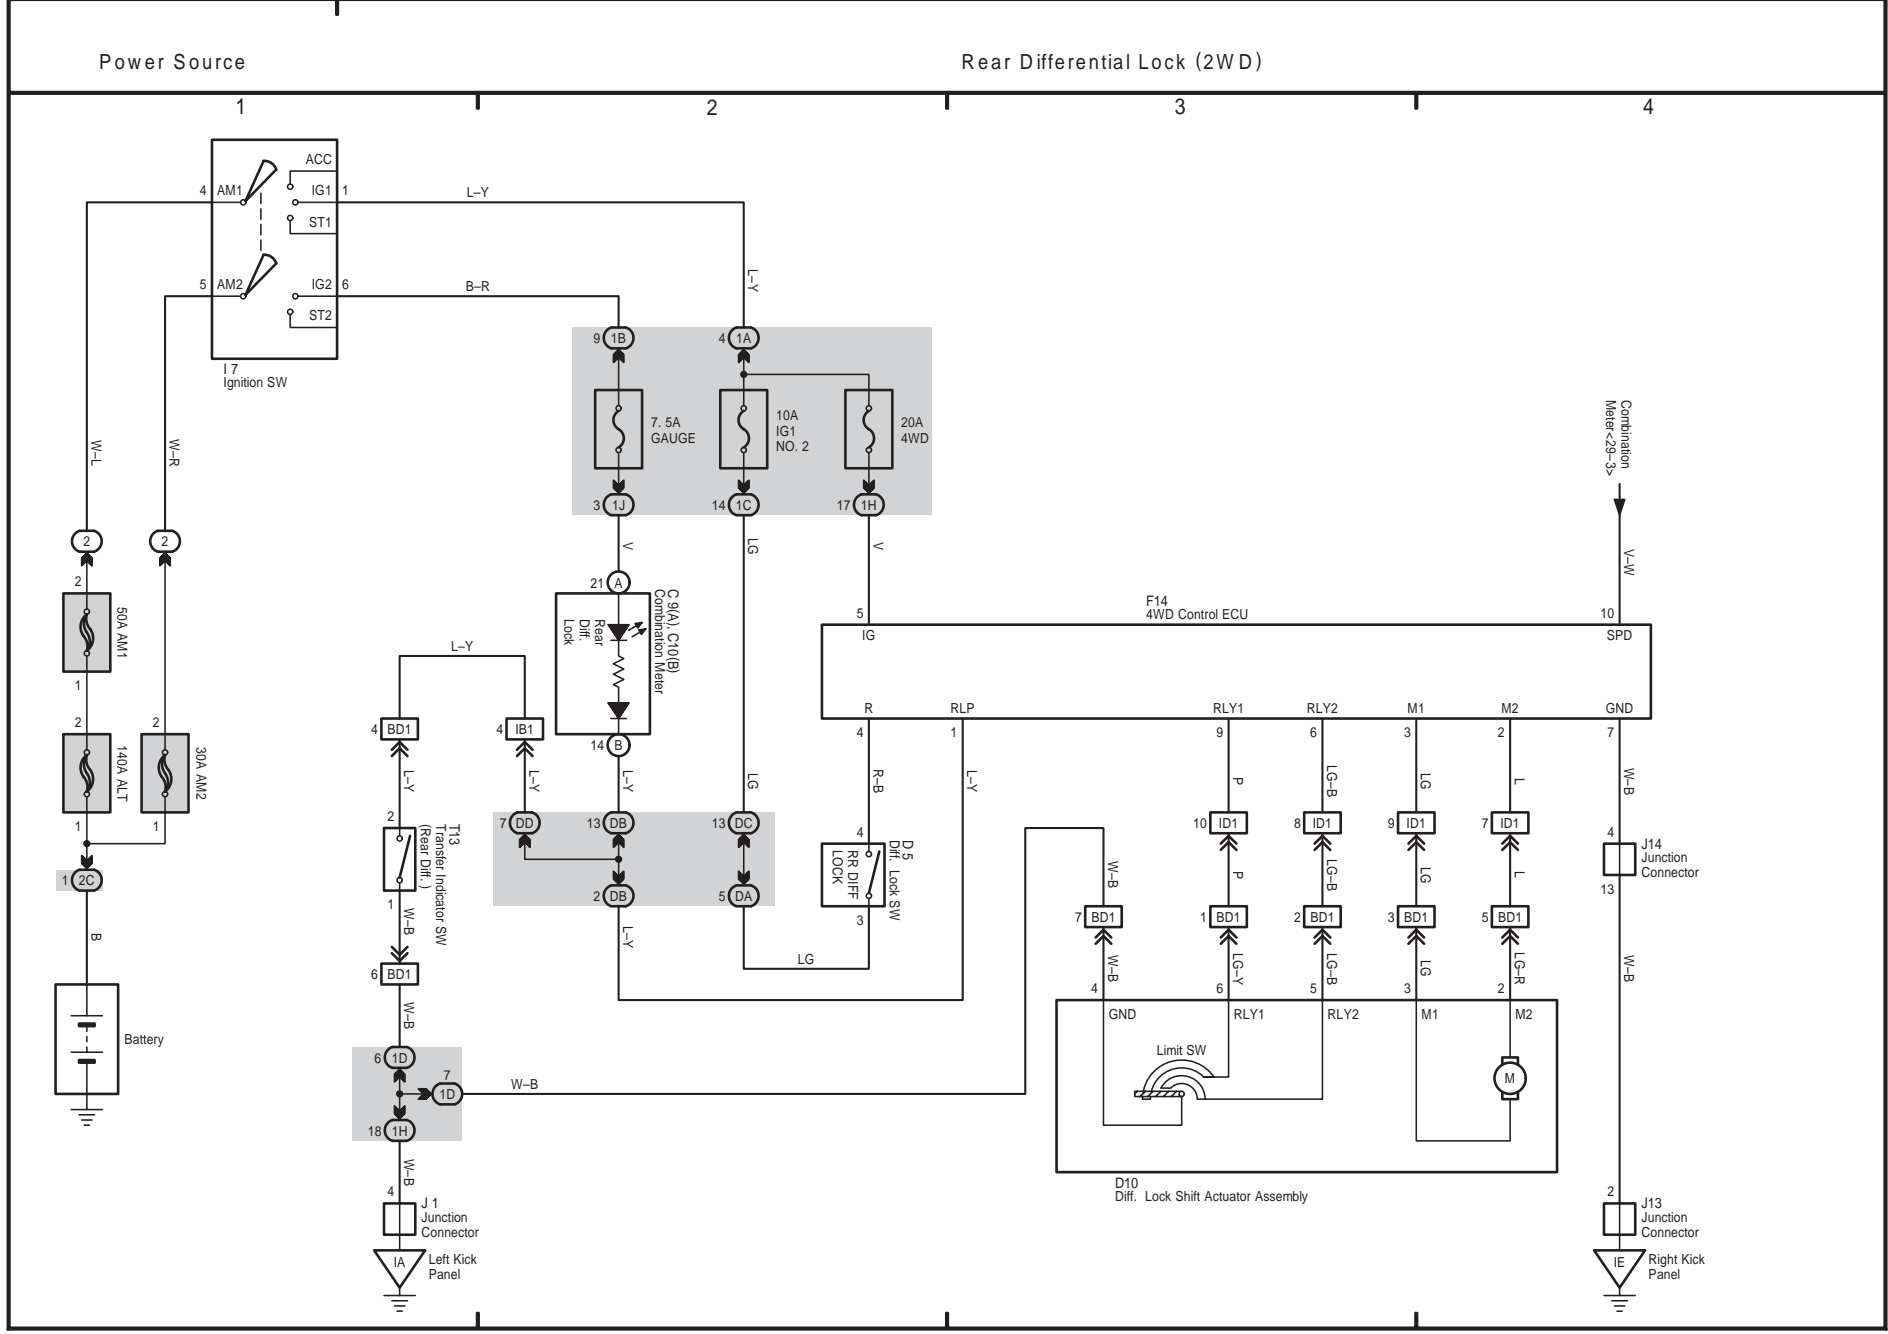 Power Source
Rear Differential Lock (2WD)
1
2
3
4
ACC
4
AM1
IG1
1
L–Y
ST1
L–Y
5
AM2
IG2
6
B–R
ST2
I 7
Ignition SW
9
1B
4
1A
7. 5A
GAUGE
10A
IG1
NO. 2
20A
4WD
3
1J
14
1C
17
1H
Combination
Meter<29–3>
W–L
W–R
2
2
V
LG
V
V–W
2
50A AM1
1
21
A
C 9(A), C10(B)
Combination Meter
Rear
Diff.
Lock
14
B
F14
4WD Control ECU
5
IG
10
SPD
R
RLP
RLY1
RLY2
M1
M2
GND
4
1
9
6
3
2
7
L–Y
4
BD1
4
IB1
2
140A ALT
1
2
30A AM2
1
L–Y
L–Y
L–Y
LG
R–B
L–Y
P
LG–B
LG
L
W–B
7
DD
13
DB
13
DC
2
DB
5
DA
2
T13
Transfer Indicator SW
(Rear Diff. )
1
W–B
6
BD1
W–B
4
D 5
Diff. Lock SW
RR DIFF
LOCK
3
L–Y
LG
10
ID1
8
ID1
9
ID1
7
ID1
4
J14
Junction
Connector
13
W–B
P
LG–B
LG
L
7
BD1
1
BD1
2
BD1
3
BD1
5
BD1
W–B
LG–Y
LG–B
LG
LG–R
W–B
1
2C
B
Battery
4
6
5
3
2
GND
RLY1
RLY2
M1
M2
Limit SW
M
D10
Diff. Lock Shift Actuator Assembly
6
1D
7
1D
W–B
18
1H
W–B
4
J 1
Junction
Connector
IA
Left Kick
Panel
2
J13
Junction
Connector
IE
Right Kick
Panel